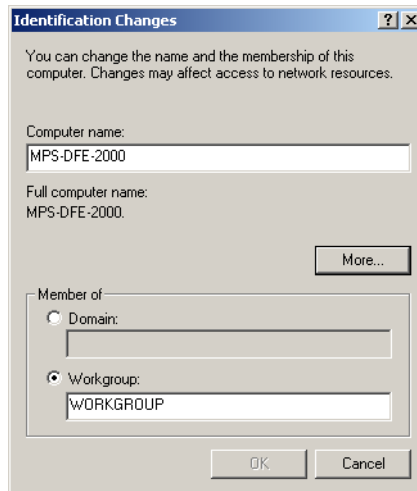 Identification Changes
You can change the name and the membership of this
computer. Changes may affect access to network resources.
Computer name:
MPS-DFE-2000
Full computer name:
MPS-DFE-2000.
More...
Member of
Domain:
Workgroup:
WORKGROUP
OK Cancel